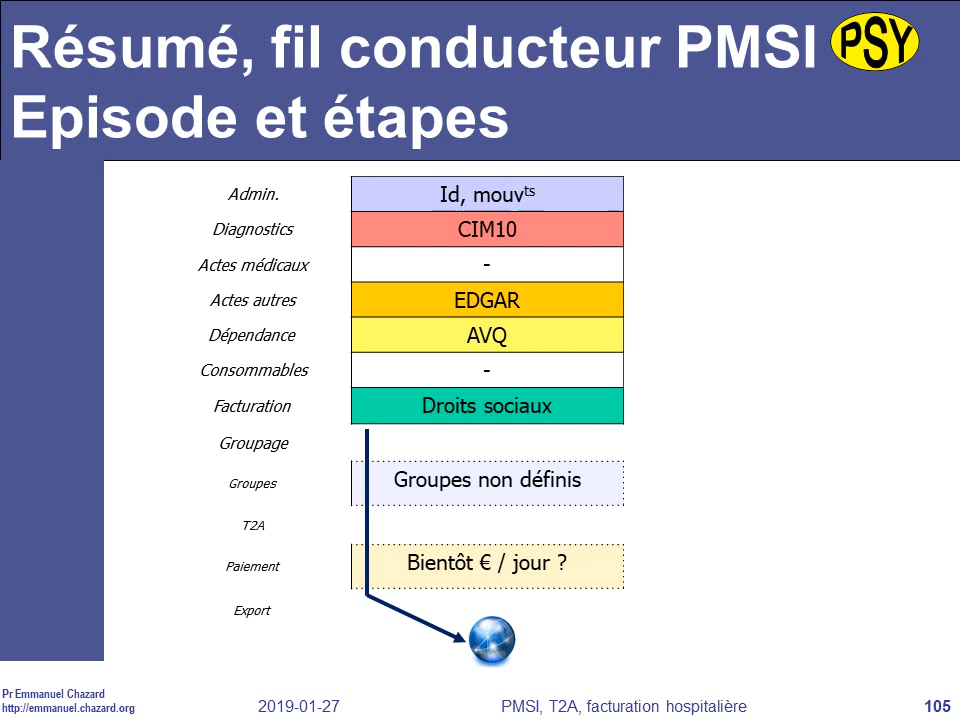 Résumé, fil conducteur PMSI PSY
Episode et étapes
Admin. Id, mouvts
Diagnostics CIM10
Actes médicaux -
Actes autres EDGAR
Dépendance AVQ
Consommables -
Facturation Droits sociaux
Groupage
Groupes Groupes non définis
T2A
Paiement Bientôt € / jour ?
Export
Pr Emmanuel Chazard
http://emmanuel.chazard.org 2019-01-27 PMSI, T2A, facturation hospitalière 105